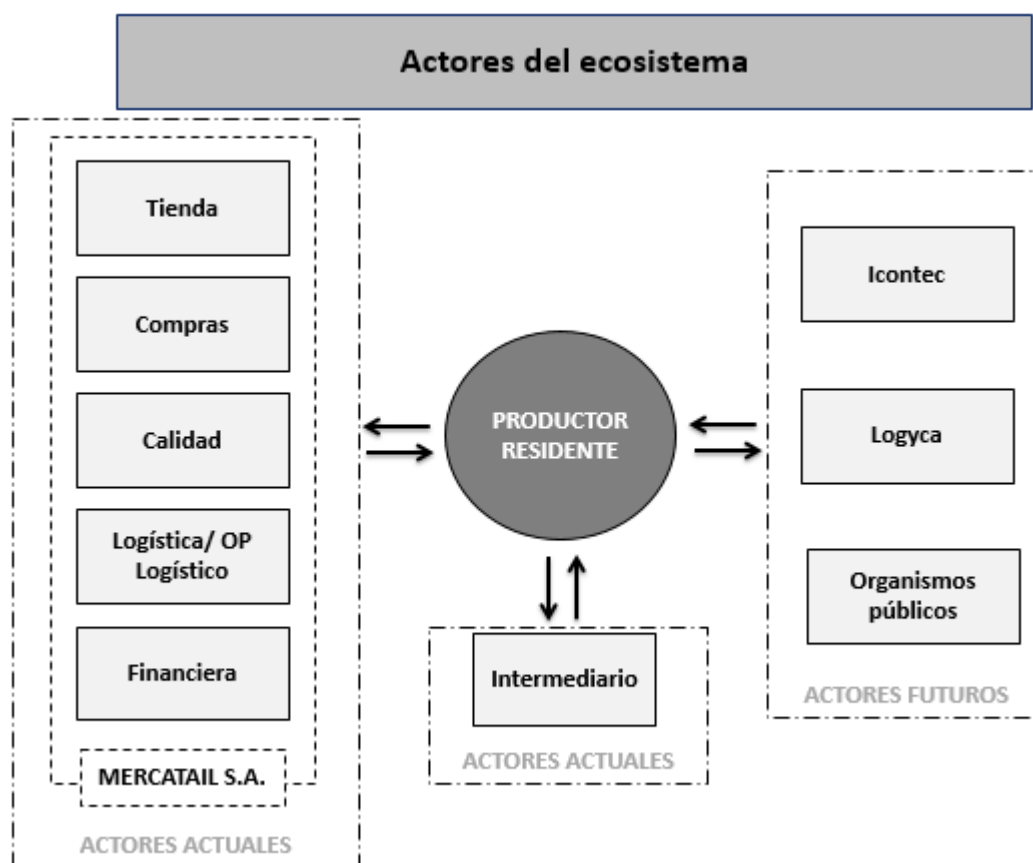 Actores del ecosistema
Tienda
Compras
Calidad
Logística/ OP
Logístico
Financiera
MERCATAIL S.A.
ACTORES ACTUALES
PRODUCTOR
RESIDENTE
Intermediario
ACTORES ACTUALES
Icontec
Logyca
Organismos
públicos
ACTORES FUTUROS